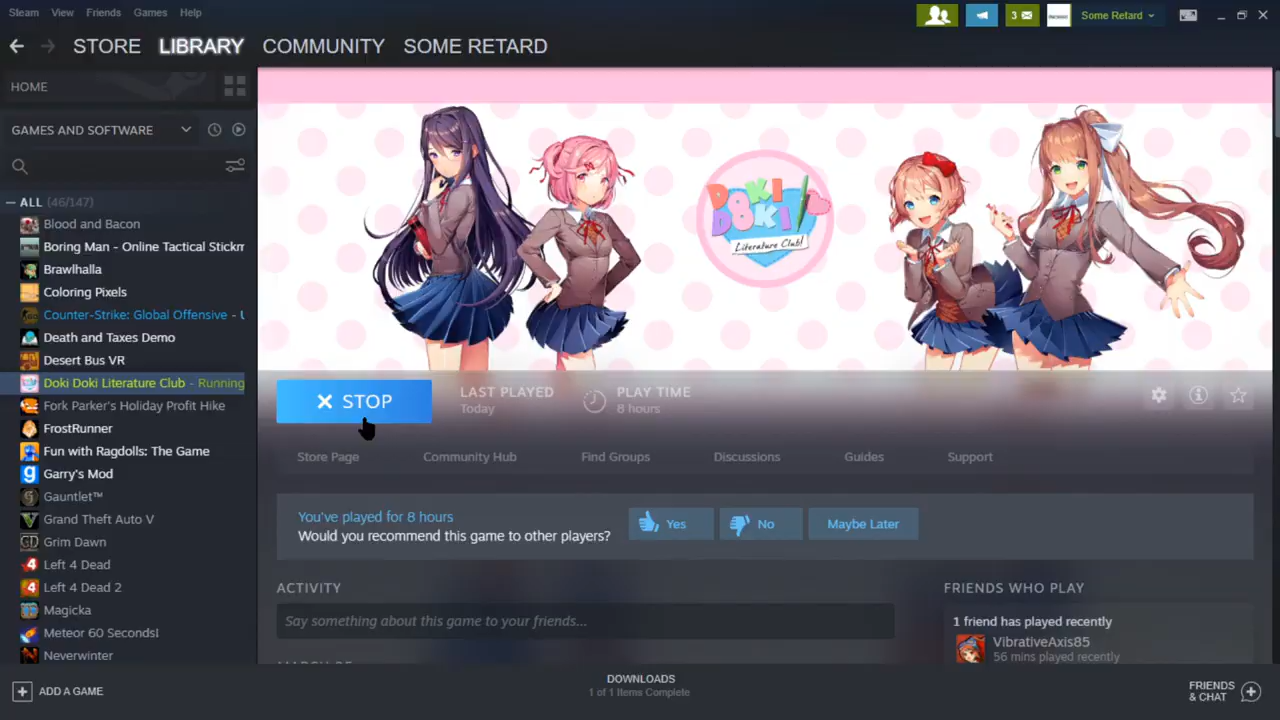 Steam View Friends Games Help
3
Some Retard
STORE LIBRARY COMMUNITY SOME RETARD
HOME
GAMES AND SOFTWARE
ALL (46/147)
Blood and Bacon
Boring Man - Online Tactical Stickm
Brawlhalla
Coloring Pixels
Counter-Strike: Global Offensive - U
Death and Taxes Demo
Desert Bus VR
Doki Doki Literature Club - Running
Fork Parker's Holiday Profit Hike
FrostRunner
Fun with Ragdolls: The Game
Garry's Mod
Gauntlet™
Grand Theft Auto V
Grim Dawn
Left 4 Dead
Left 4 Dead 2
Magicka
Meteor 60 Seconds!
Neverwinter
ADD A GAME
DOKI
DOKI
Literature Club!
STOP
LAST PLAYED
Today
PLAY TIME
8 hours
Store Page Community Hub Find Groups Discussions Guides Support
You've played for 8 hours
Would you recommend this game to other players?
Yes No Maybe Later
ACTIVITY
Say something about this game to your friends...
FRIENDS WHO PLAY
1 friend has played recently
VibrativeAxis85
56 mins played recently
DOWNLOADS
1 of 1 Items Complete
FRIENDS
& CHAT